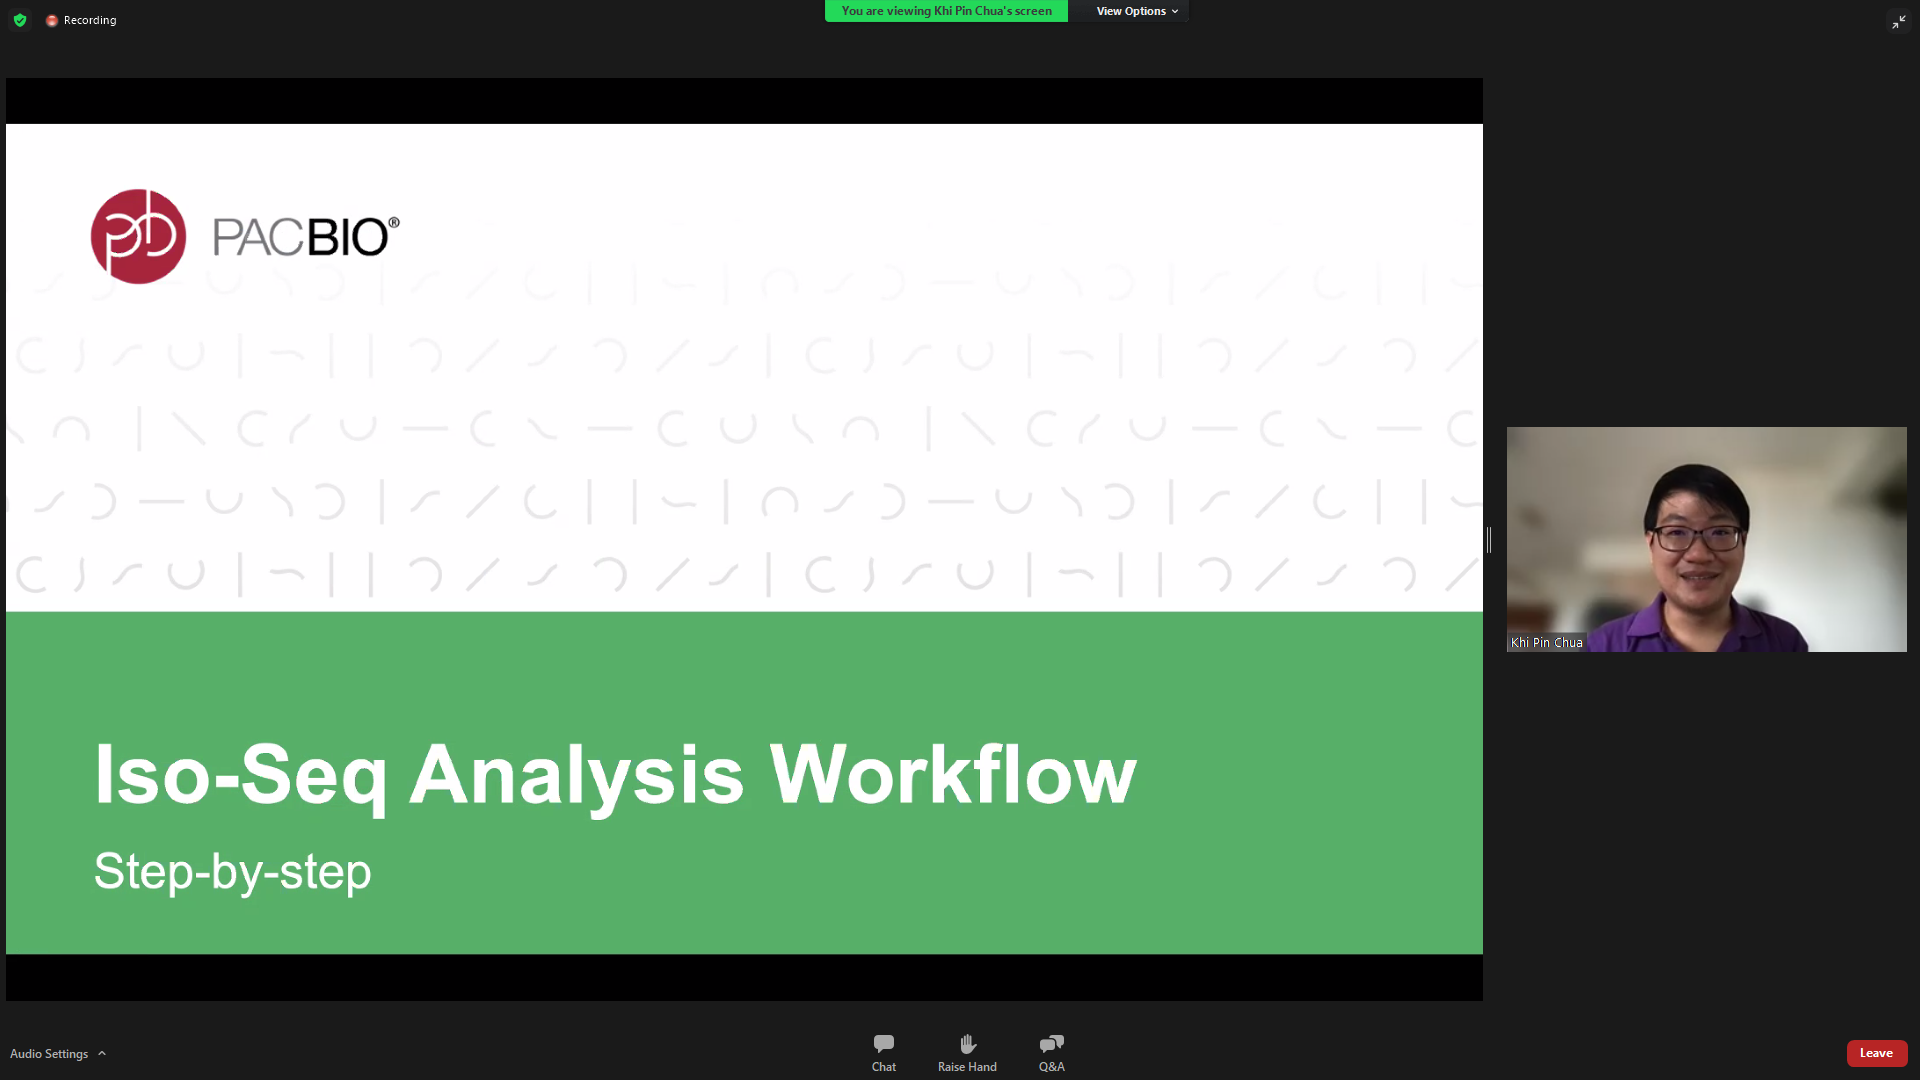 Recording
You are viewing Khi Pin Chua's screen
View Options
PACBIO®
Iso-Seq Analysis Workflow
Step-by-step
Khi Pin Chua
Audio Settings
Chat
Raise Hand
Q&A
Leave